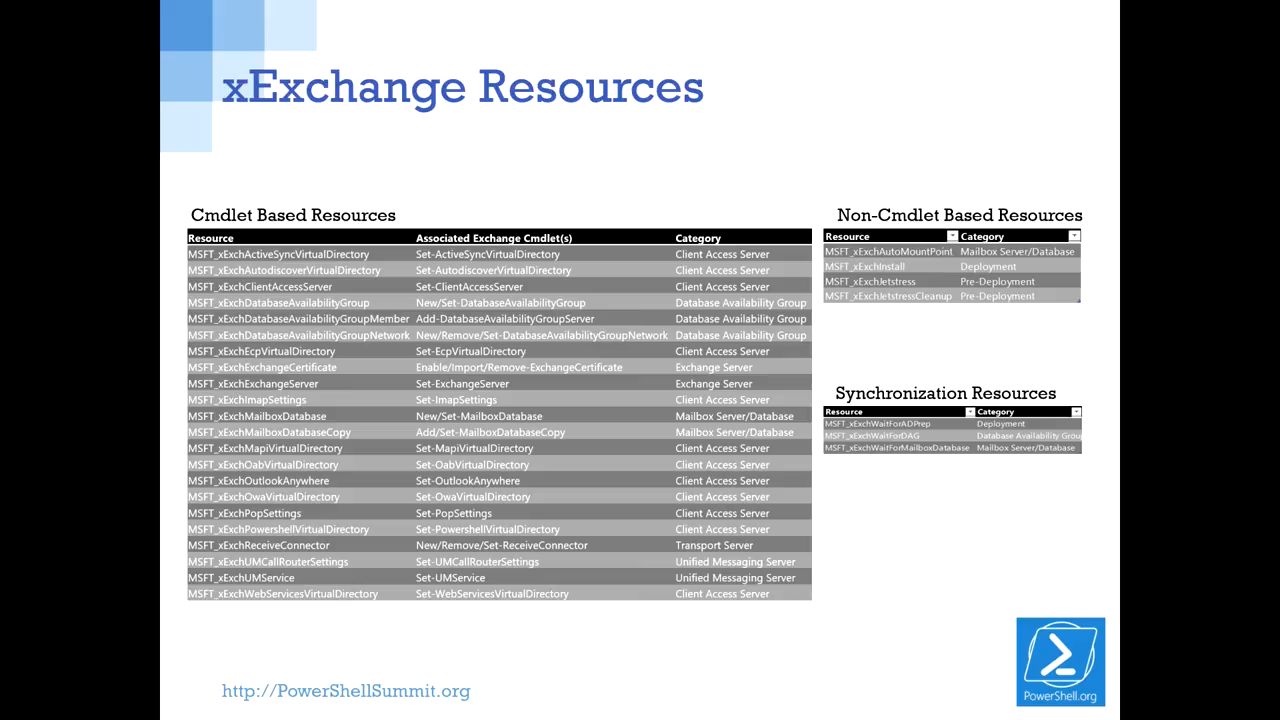 xExchange Resources
Cmdlet Based Resources
Resource Associated Exchange Cmdlet(s) Category
MSFT_xExchActiveSyncVirtualDirectory Set-ActiveSyncVirtualDirectory Client Access Server
MSFT_xExchAutodiscoverVirtualDirectory Set-AutodiscoverVirtualDirectory Client Access Server
MSFT_xExchClientAccessServer Set-ClientAccessServer Client Access Server
MSFT_xExchDatabaseAvailabilityGroup New/Set-DatabaseAvailabilityGroup Database Availability Group
MSFT_xExchDatabaseAvailabilityGroupMember Add-DatabaseAvailabilityGroupServer Database Availability Group
MSFT_xExchDatabaseAvailabilityGroupNetwork New/Remove/Set-DatabaseAvailabilityGroupNetwork Database Availability Group
MSFT_xExchEcpVirtualDirectory Set-EcpVirtualDirectory Client Access Server
MSFT_xExchExchangeCertificate Enable/Import/Remove-ExchangeCertificate Exchange Server
MSFT_xExchExchangeServer Set-ExchangeServer Exchange Server
MSFT_xExchImapSettings Set-ImapSettings Client Access Server
MSFT_xExchMailboxDatabase New/Set-MailboxDatabase Mailbox Server/Database
MSFT_xExchMailboxDatabaseCopy Add/Set-MailboxDatabaseCopy Mailbox Server/Database
MSFT_xExchMapiVirtualDirectory Set-MapiVirtualDirectory Client Access Server
MSFT_xExchOabVirtualDirectory Set-OabVirtualDirectory Client Access Server
MSFT_xExchOutlookAnywhere Set-OutlookAnywhere Client Access Server
MSFT_xExchOwaVirtualDirectory Set-OwaVirtualDirectory Client Access Server
MSFT_xExchPopSettings Set-PopSettings Client Access Server
MSFT_xExchPowershellVirtualDirectory Set-PowershellVirtualDirectory Client Access Server
MSFT_xExchReceiveConnector New/Remove/Set-ReceiveConnector Transport Server
MSFT_xExchUMCallRouterSettings Set-UMCallRouterSettings Unified Messaging Server
MSFT_xExchUMService Set-UMService Unified Messaging Server
MSFT_xExchWebServicesVirtualDirectory Set-WebServicesVirtualDirectory Client Access Server
Non-Cmdlet Based Resources
Resource Category
MSFT_xExchAutoMountPoint Mailbox Server/Database
MSFT_xExchInstall Deployment
MSFT_xExchJetstress Pre-Deployment
MSFT_xExchJetstressCleanup Pre-Deployment
Synchronization Resources
Resource Category
MSFT_xExchWaitForADPrep Deployment
MSFT_xExchWaitForDAG Database Availability Grou
MSFT_xExchWaitForMailboxDatabase Mailbox Server/Database
http://PowerShellSummit.org
PowerShell.org